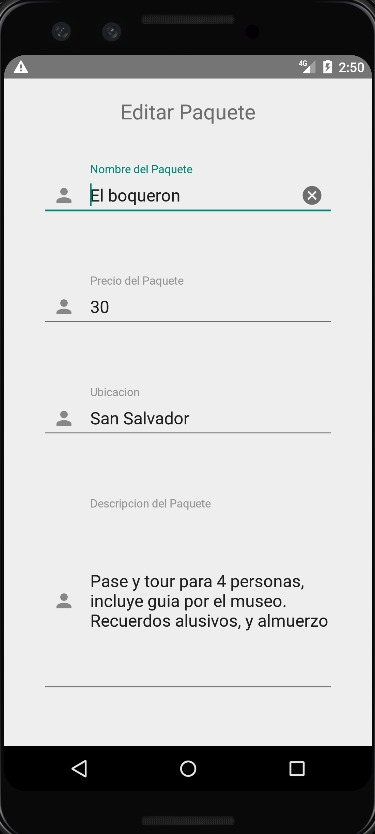 4G 2:50
Editar Paquete
Nombre del Paquete
El boqueron
Precio del Paquete
30
Ubicacion
San Salvador
Descripcion del Paquete
Pase y tour para 4 personas,
incluye guia por el museo.
Recuerdos alusivos, y almuerzo